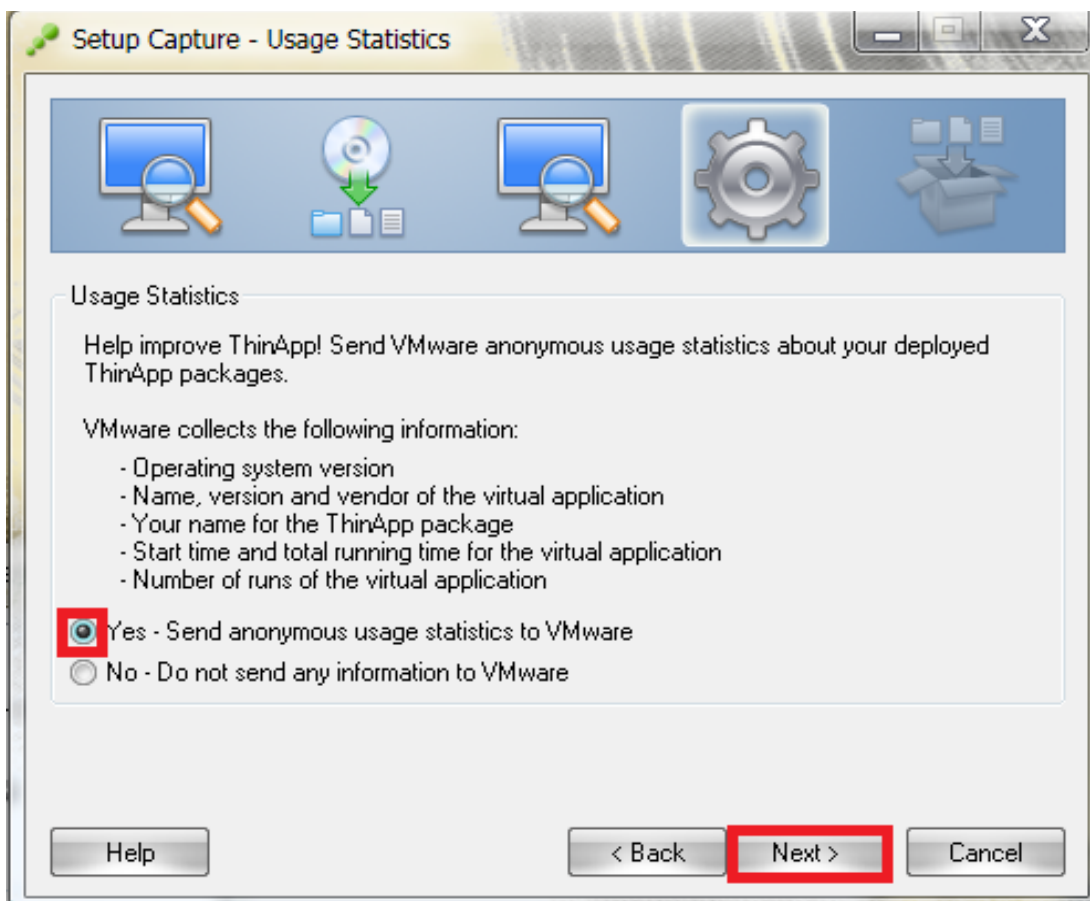 Setup Capture - Usage Statistics
Usage Statistics
Help improve ThinApp! Send VMware anonymous usage statistics about your deployed
ThinApp packages.
VMware collects the following information:
- Operating system version
- Name, version and vendor of the virtual application
- Your name for the ThinApp package
- Start time and total running time for the virtual application
- Number of runs of the virtual application
Yes - Send anonymous usage statistics to VMware
No - Do not send any information to VMware
Help
< Back
Next >
Cancel